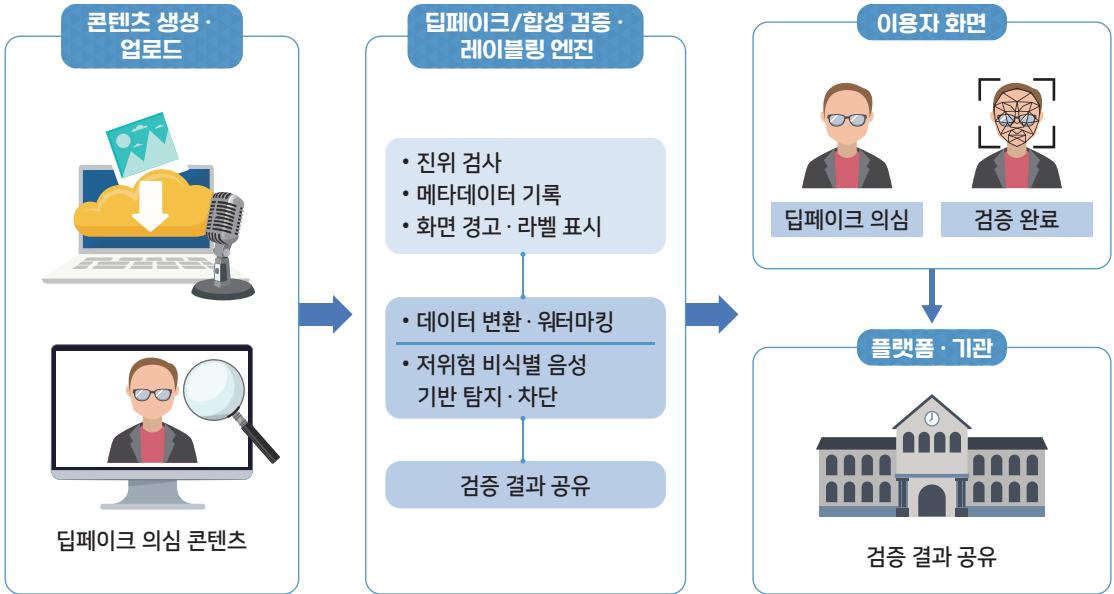 콘텐츠 생성 ·
업로드
딥페이크 의심 콘텐츠
딥페이크/합성 검증 ·
레이블링 엔진
• 진위 검사
• 메타데이터 기록
• 화면 경고 · 라벨 표시
• 데이터 변환 · 워터마킹
• 저위험 비식별 음성
기반 탐지 · 차단
검증 결과 공유
이용자 화면
딥페이크 의심
검증 완료
플랫폼 · 기관
검증 결과 공유